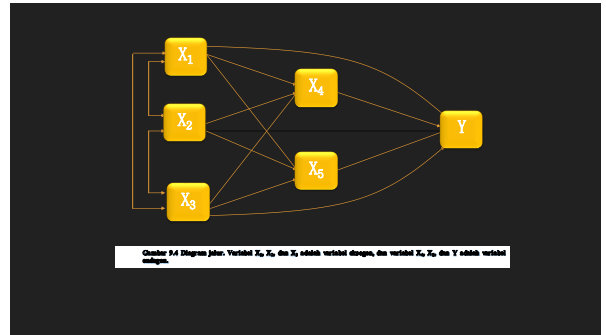 X₁
X₄
X₂
Y
X₅
X₃
Gambar 9.4 Diagram jalur. Variabel X₁, X₂, dan X₃ adalah variabel eksogen, dan variabel X₄, X₅, dan Y adalah variabel
endogen.